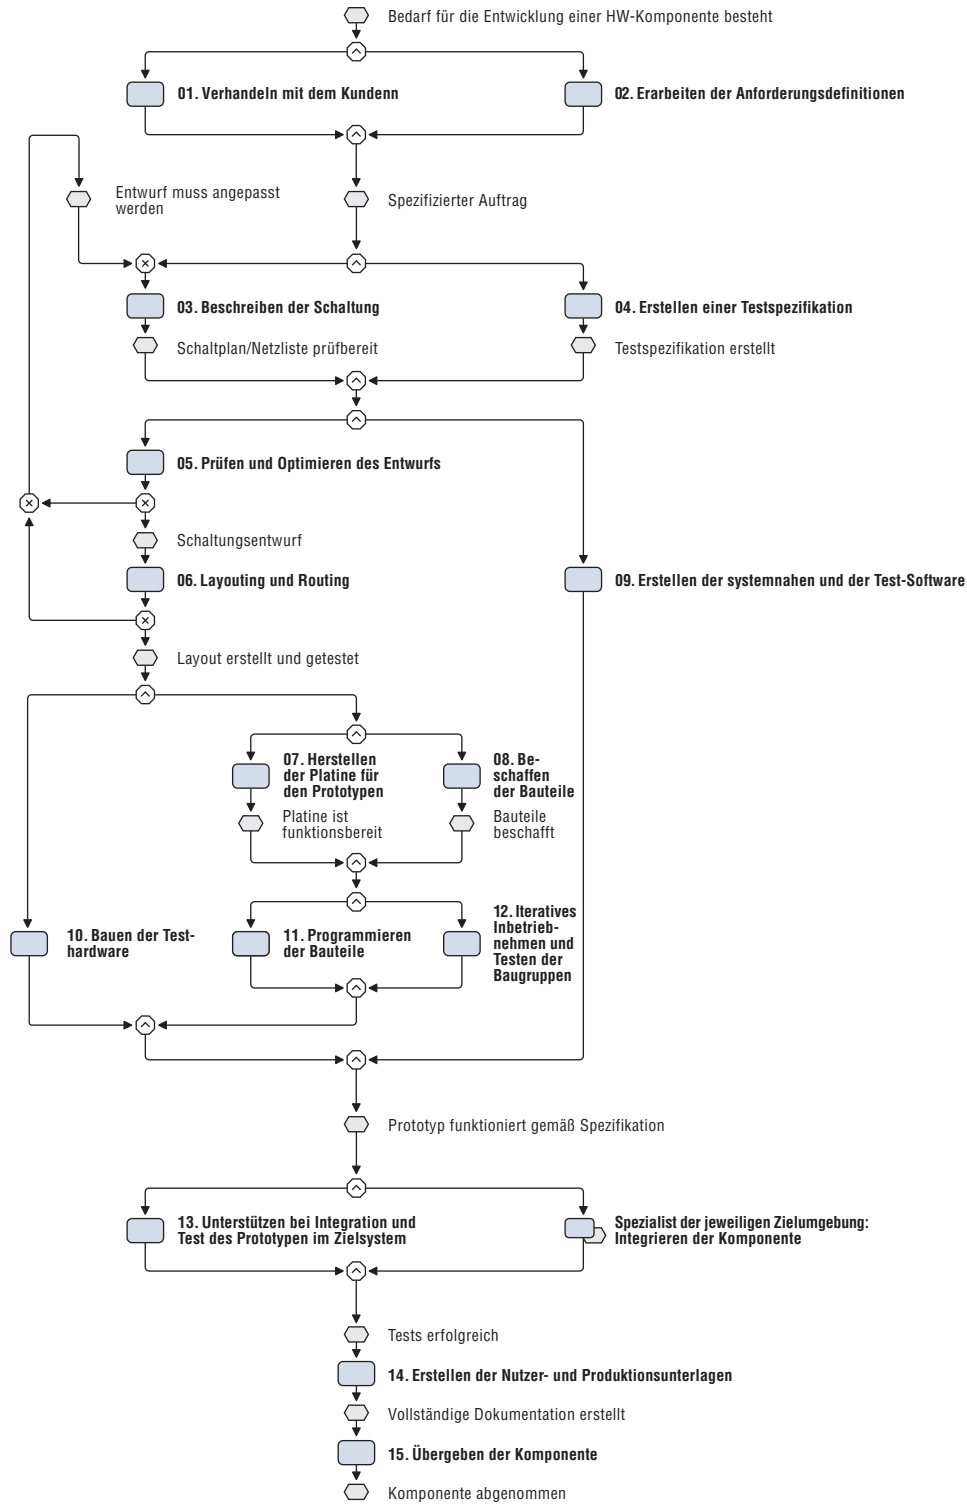 Bedarf für die Entwicklung einer HW-Komponente besteht
01. Verhandeln mit dem Kundenn
02. Erarbeiten der Anforderungsdefinitionen
Entwurf muss angepasst
werden
Spezifizierter Auftrag
03. Beschreiben der Schaltung
04. Erstellen einer Testspezifikation
Schaltplan/Netzliste prüfbereit
Testspezifikation erstellt
05. Prüfen und Optimieren des Entwurfs
Schaltungsentwurf
06. Layouting und Routing
09. Erstellen der systemnahen und der Test-Software
Layout erstellt und getestet
07. Herstellen
der Platine für
den Prototypen
08. Be-
schaffen
der Bauteile
Platine ist
funktionsbereit
Bauteile
beschafft
10. Bauen der Test-
hardware
11. Programmieren
der Bauteile
12. Iteratives
Inbetrieb-
nehmen und
Testen der
Baugruppen
Prototyp funktioniert gemäß Spezifikation
13. Unterstützen bei Integration und
Test des Prototypen im Zielsystem
Spezialist der jeweiligen Zielumgebung:
Integrieren der Komponente
Tests erfolgreich
14. Erstellen der Nutzer- und Produktionsunterlagen
Vollständige Dokumentation erstellt
15. Übergeben der Komponente
Komponente abgenommen